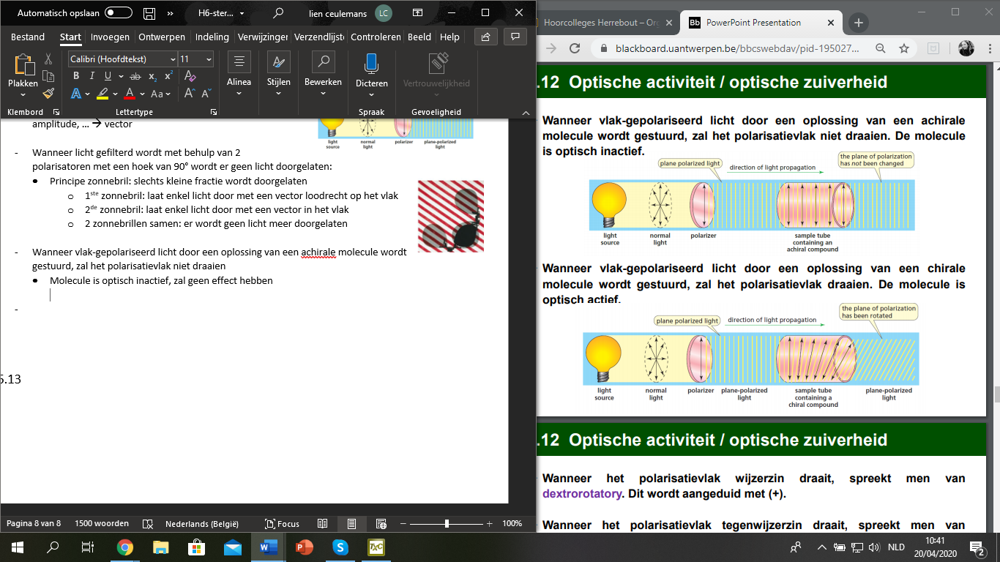 Automatisch opslaan
H6-ster...
lien ceulemans
LC
Bestand
Start
Invoegen
Ontwerpen
Indeling
Verwijzinger
Verzendlijste
Controleren
Beeld
Help
Plakken
Calibri (Hoofdtekst)
11
B I U ab x₂ x²
A
A A Aa A A
Alinea
Stijlen
Bewerken
Dicteren
Vertrouwelijkheid
Klembord
Lettertype
Spraak
Gevoeligheid
amplitude, ... → vector
light source
normal light
polarizer
plane-polarized light
- Wanneer licht gefilterd wordt met behulp van 2
polarisatoren met een hoek van 90° wordt er geen licht doorgelaten:
• Principe zonnebril: slechts kleine fractie wordt doorgelaten
o 1ste zonnebril: laat enkel licht door met een vector loodrecht op het vlak
o 2de zonnebril: laat enkel licht door met een vector in het vlak
o 2 zonnebrillen samen: er wordt geen licht meer doorgelaten
- Wanneer vlak-gepolariseerd licht door een oplossing van een achirale molecule wordt
gestuurd, zal het polarisatievlak niet draaien
• Molecule is optisch inactief, zal geen effect hebben
-
6.13
Pagina 8 van 8
1500 woorden
Nederlands (België)
Focus
100%
Hoorcolleges Herrebout – Org
Bb
PowerPoint Presentation
blackboard.uantwerpen.be/bbcswebdav/pid-195027...
.12 Optische activiteit / optische zuiverheid
Wanneer vlak-gepolariseerd licht door een oplossing van een achirale
molecule wordt gestuurd, zal het polarisatievlak niet draaien. De molecule
is optisch inactief.
plane polarized light
direction of light propagation
the plane of polarization
has not been changed
light
source
normal
light
polarizer
sample tube
containing an
achiral compound
Wanneer vlak-gepolariseerd licht door een oplossing van een chirale
molecule wordt gestuurd, zal het polarisatievlak draaien. De molecule is
optisch actief.
plane polarized light
direction of light propagation
the plane of polarization
has been rotated
light
source
normal
light
polarizer
plane-polarized
light
sample tube
containing a
chiral compound
plane-polarized
light
.12 Optische activiteit / optische zuiverheid
Wanneer het polarisatievlak wijzerzin draait, spreekt men van
dextrorotatory. Dit wordt aangeduid met (+).
Wanneer het polarisatievlak tegenwijzerzin draait, spreekt men van
NLD
10:41
20/04/2020
2